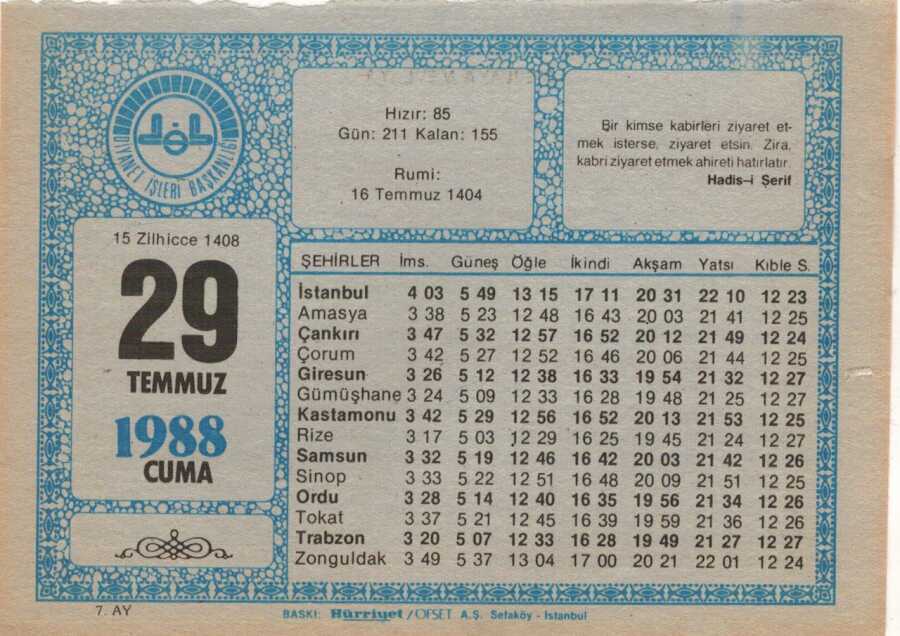 DİYANET İŞLERİ BAŞKANLIĞI
Hızır: 85
Gün: 211 Kalan: 155
Rumi:
16 Temmuz 1404
Bir kimse kabirleri ziyaret et-
mek isterse, ziyaret etsin. Zira,
kabri ziyaret etmek ahireti hatırlatır.
Hadis-i Şerif
15 Zilhicce 1408
29
TEMMUZ
1988
CUMA
ŞEHİRLER İms. Güneş Öğle İkindi Akşam Yatsı Kıble S.
İstanbul 4 03 5 49 13 15 17 11 20 31 22 10 12 23
Amasya 3 38 5 23 12 48 16 43 20 03 21 41 12 25
Çankırı 3 47 5 32 12 57 16 52 20 12 21 49 12 24
Çorum 3 42 5 27 12 52 16 46 20 06 21 44 12 25
Giresun 3 26 5 12 12 38 16 33 19 54 21 32 12 27
Gümüşhane 3 24 5 09 12 33 16 28 19 48 21 25 12 27
Kastamonu 3 42 5 29 12 56 16 52 20 13 21 53 12 25
Rize 3 17 5 03 12 29 16 25 19 45 21 24 12 27
Samsun 3 32 5 19 12 46 16 42 20 03 21 42 12 26
Sinop 3 33 5 22 12 51 16 48 20 09 21 51 12 25
Ordu 3 28 5 14 12 40 16 35 19 56 21 34 12 26
Tokat 3 37 5 21 12 45 16 39 19 59 21 36 12 26
Trabzon 3 20 5 07 12 33 16 28 19 49 21 27 12 27
Zonguldak 3 49 5 37 13 04 17 00 20 21 22 01 12 24
7. AY
BASKI: Hürriyet / OFSET A.Ş. Sefaköy - İstanbul